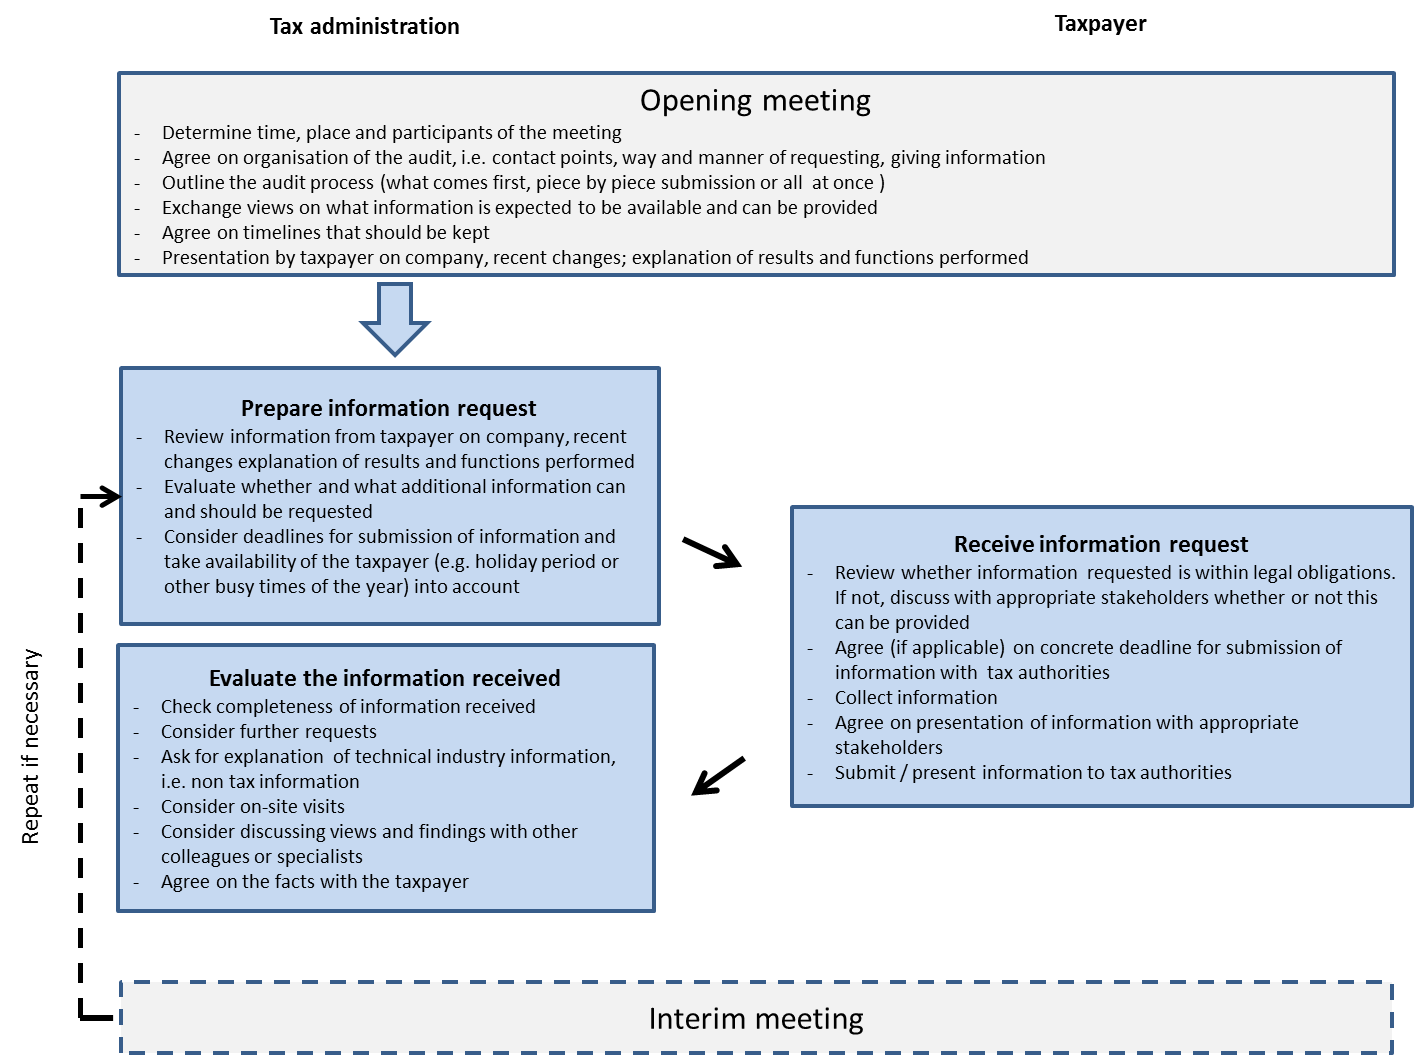 Tax administration
Taxpayer
Opening meeting
- Determine time, place and participants of the meeting
- Agree on organisation of the audit, i.e. contact points, way and manner of requesting, giving information
- Outline the audit process (what comes first, piece by piece submission or all  at once )
- Exchange views on what information is expected to be available and can be provided
- Agree on timelines that should be kept
- Presentation by taxpayer on company, recent changes; explanation of results and functions performed
Prepare information request
- Review information from taxpayer on company, recent
changes explanation of results and functions performed
- Evaluate whether and what additional information can
and should be requested
- Consider deadlines for submission of information and
take availability of the taxpayer (e.g. holiday period or
other busy times of the year) into account
Receive information request
- Review whether information  requested is within legal obligations.
If not, discuss with appropriate stakeholders whether or not this
can be provided
- Agree (if applicable) on concrete deadline for submission of
information with  tax authorities
- Collect information
- Agree on presentation of information with appropriate
stakeholders
- Submit / present information to tax authorities
Evaluate the information received
- Check completeness of information received
- Consider further requests
- Ask for explanation  of technical industry information,
i.e. non tax information
- Consider on-site visits
- Consider discussing views and findings with other
colleagues or specialists
- Agree on the facts with the taxpayer
Repeat if necessary
Interim meeting